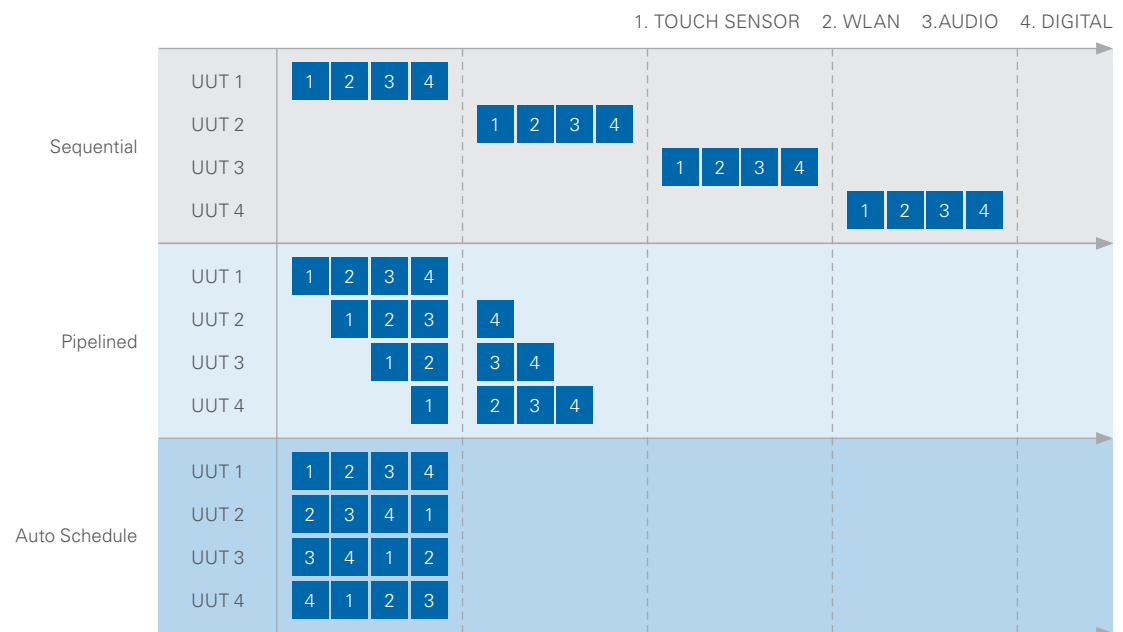 1. TOUCH SENSOR 2. WLAN 3.AUDIO 4. DIGITAL
Sequential
UUT 1 1 2 3 4
UUT 2 1 2 3 4
UUT 3 1 2 3 4
UUT 4 1 2 3 4
Pipelined
UUT 1 1 2 3 4
UUT 2 1 2 3 4
UUT 3 1 2 3 4
UUT 4 1 2 3 4
Auto Schedule
UUT 1 1 2 3 4
UUT 2 2 3 4 1
UUT 3 3 4 1 2
UUT 4 4 1 2 3